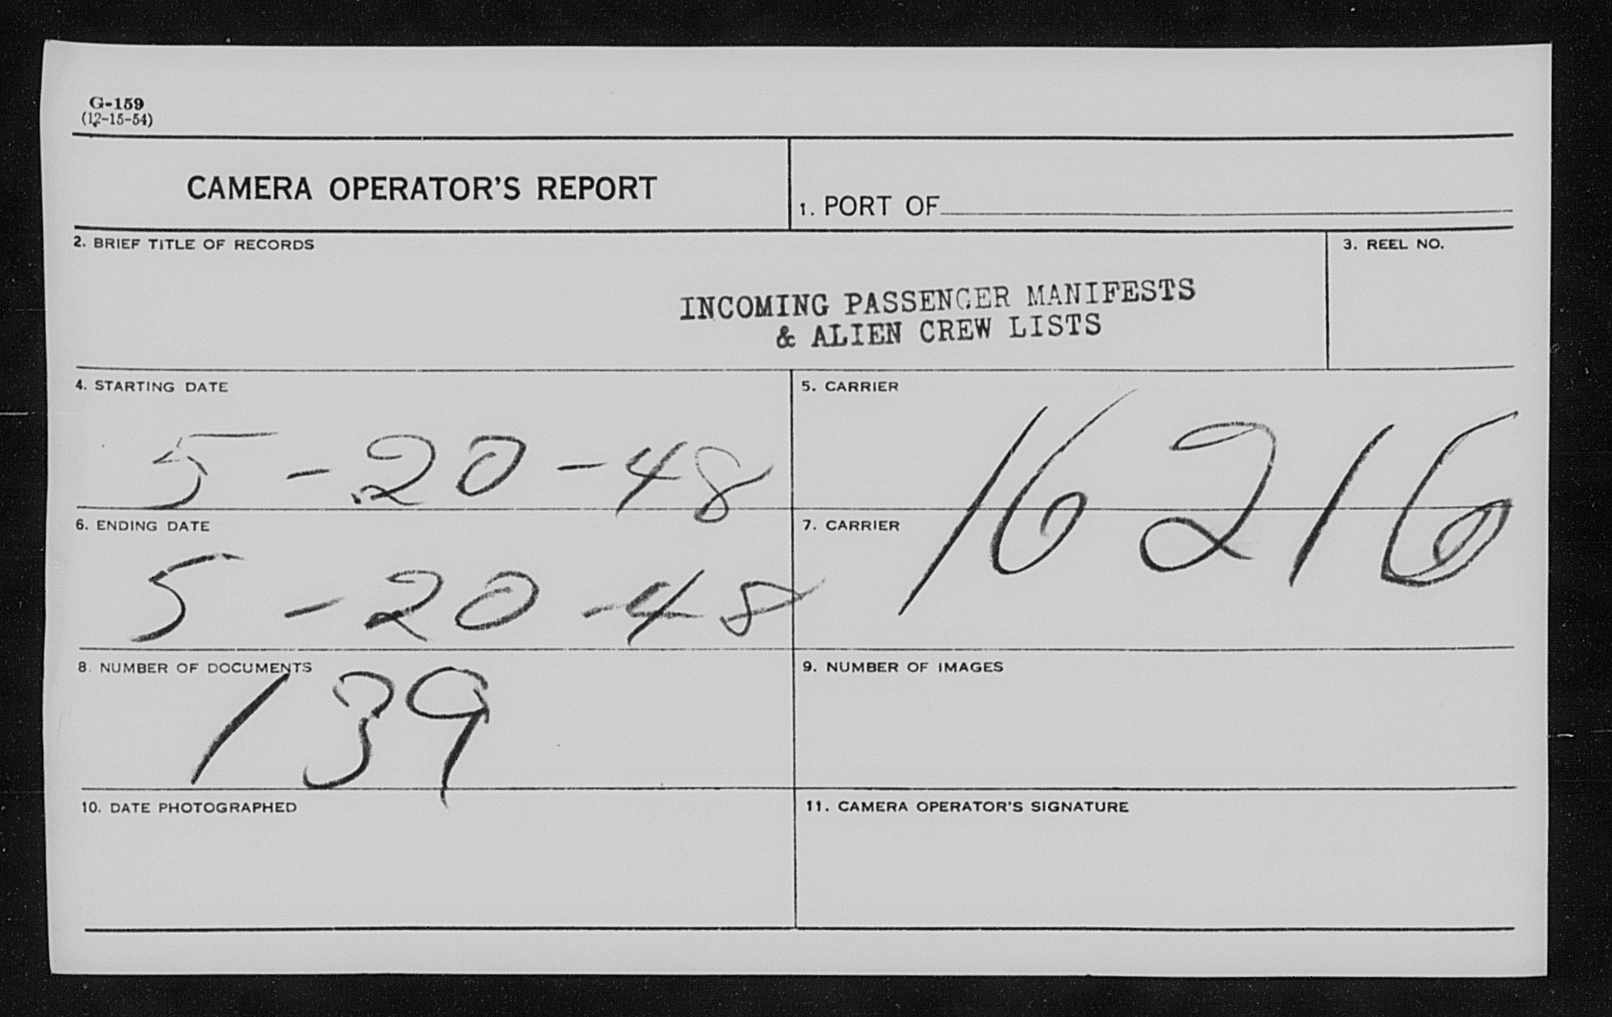 G-159
(12-15-54)
CAMERA OPERATOR'S REPORT
1. PORT OF
2. BRIEF TITLE OF RECORDS
INCOMING PASSENGER MANIFESTS
& ALIEN CREW LISTS
3. REEL NO.
4. STARTING DATE
5-20-48
5. CARRIER
16216
6. ENDING DATE
5-20-48
7. CARRIER
8. NUMBER OF DOCUMENTS
139
9. NUMBER OF IMAGES
10. DATE PHOTOGRAPHED
11. CAMERA OPERATOR'S SIGNATURE